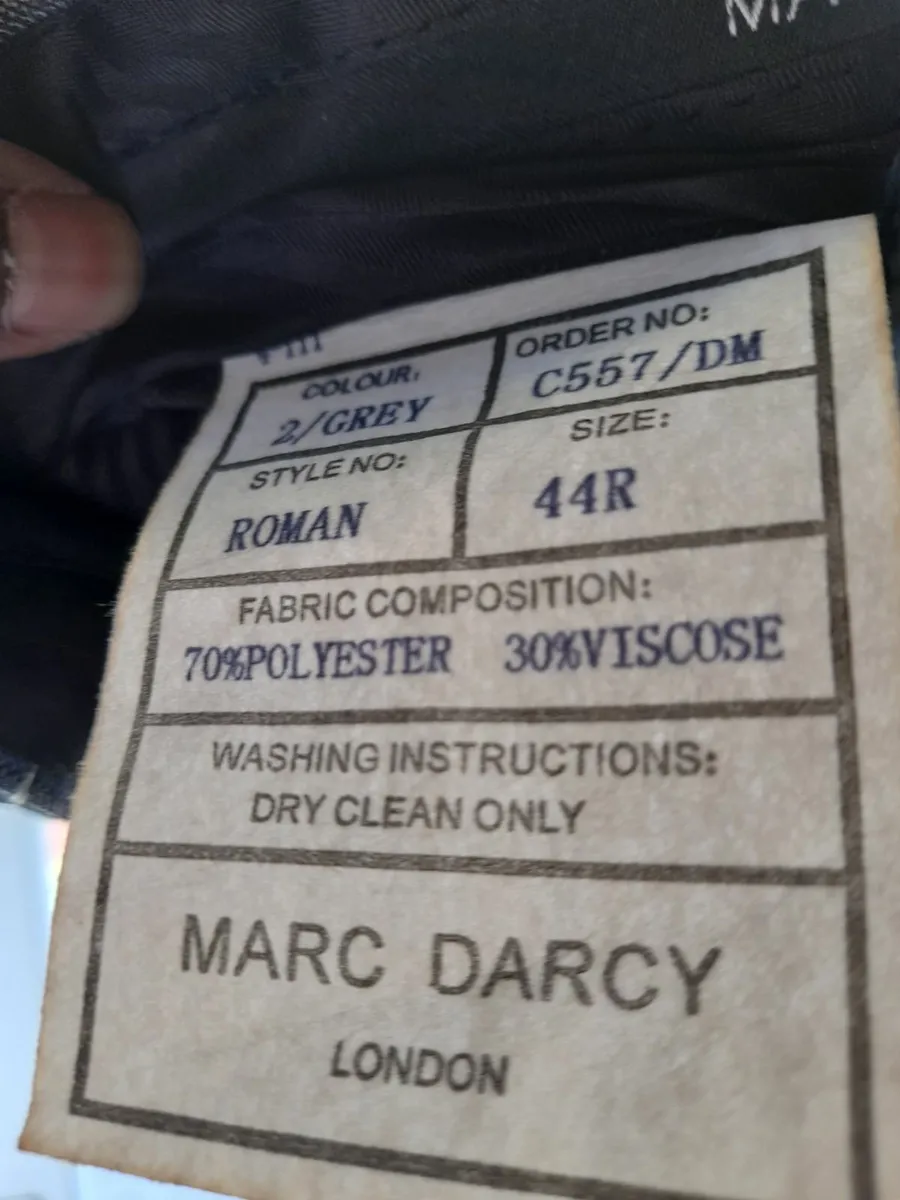 MA
COLOUR:
2/GREY
ORDER NO:
C557/DM
STYLE NO:
ROMAN
SIZE:
44R
FABRIC COMPOSITION:
70%POLYESTER 30%VISCOSE
WASHING INSTRUCTIONS:
DRY CLEAN ONLY
MARC DARCY
LONDON